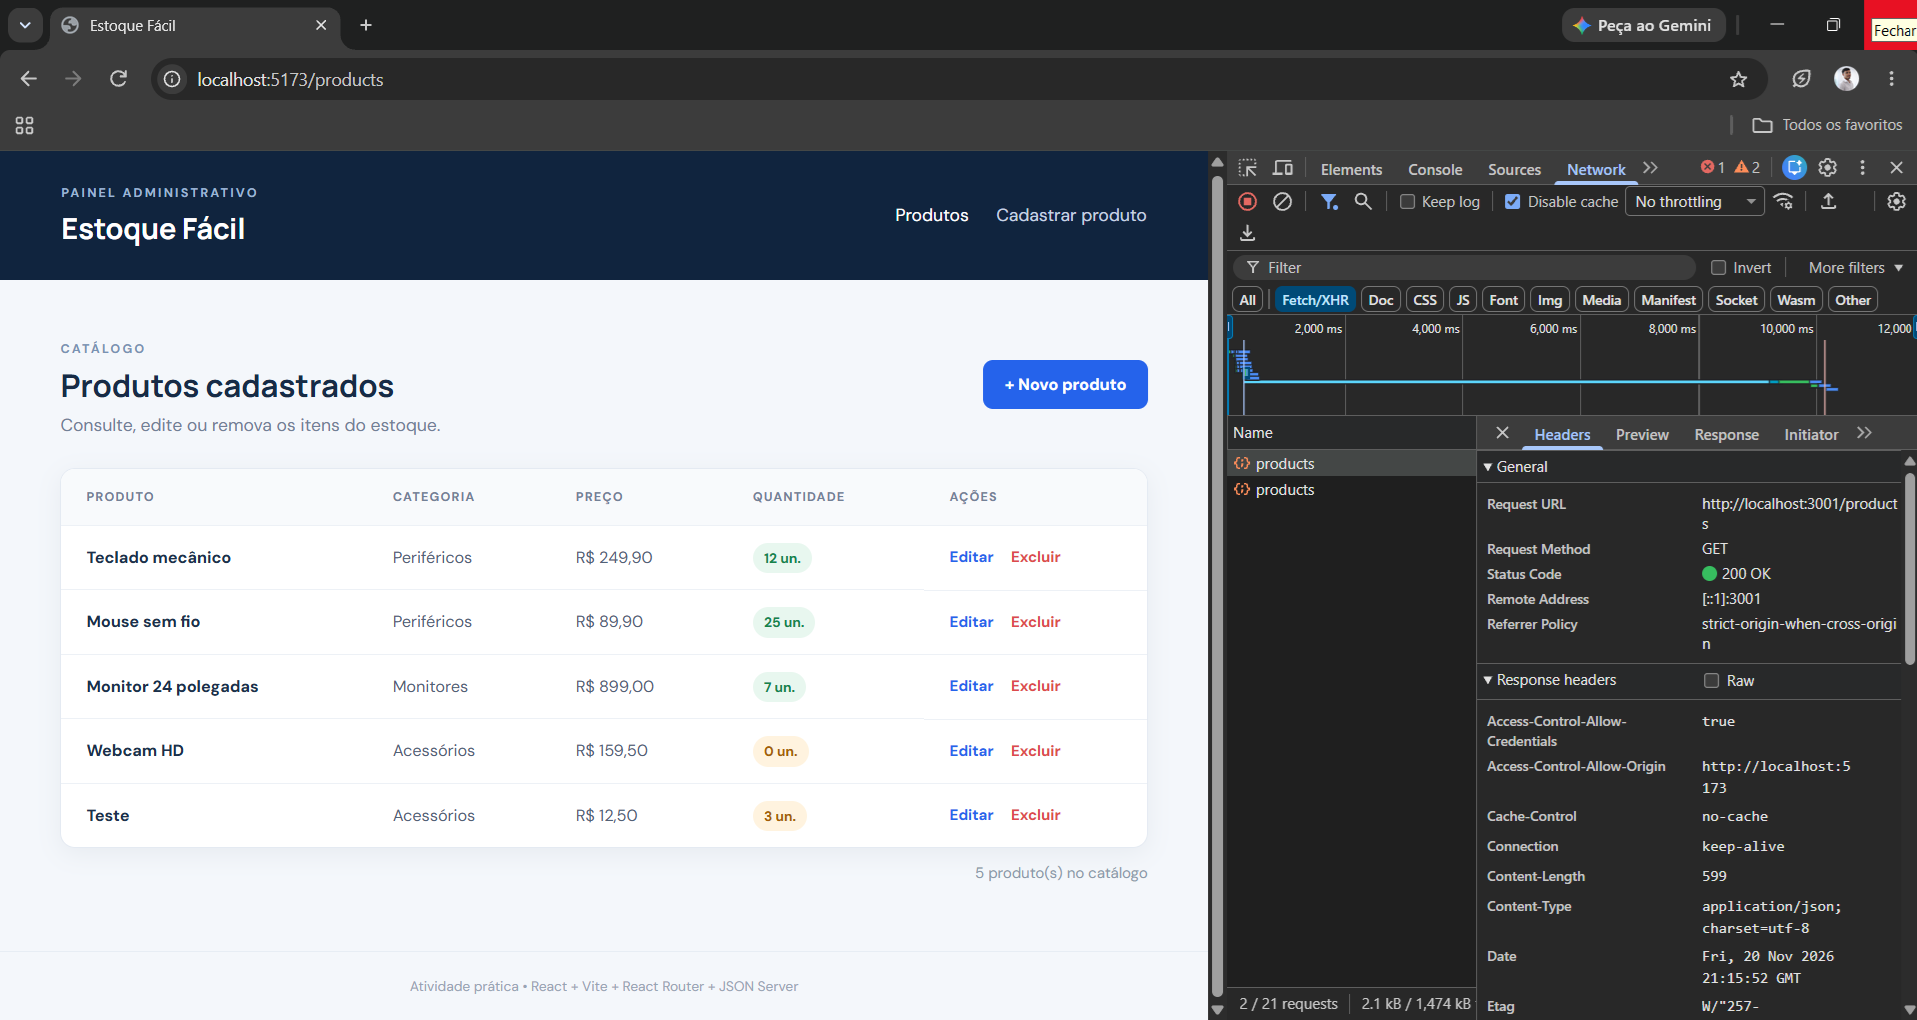 Estoque Fácil
Peça ao Gemini
Fechar
localhost:5173/products
Todos os favoritos
PAINEL ADMINISTRATIVO
Estoque Fácil
Produtos
Cadastrar produto
CATÁLOGO
Produtos cadastrados
Consulte, edite ou remova os itens do estoque.
+ Novo produto
PRODUTO CATEGORIA PREÇO QUANTIDADE AÇÕES
Teclado mecânico Periféricos R$ 249,90 12 un. Editar Excluir
Mouse sem fio Periféricos R$ 89,90 25 un. Editar Excluir
Monitor 24 polegadas Monitores R$ 899,00 7 un. Editar Excluir
Webcam HD Acessórios R$ 159,50 0 un. Editar Excluir
Teste Acessórios R$ 12,50 3 un. Editar Excluir
5 produto(s) no catálogo
Atividade prática • React + Vite + React Router + JSON Server
Elements Console Sources Network 1 2
Keep log Disable cache No throttling
Filter Invert More filters
All Fetch/XHR Doc CSS JS Font Img Media Manifest Socket Wasm Other
2,000 ms 4,000 ms 6,000 ms 8,000 ms 10,000 ms 12,000
Name
products
products
Headers Preview Response Initiator
General
Request URL http://localhost:3001/product
s
Request Method GET
Status Code 200 OK
Remote Address [::1]:3001
Referrer Policy strict-origin-when-cross-origi
n
Response headers Raw
Access-Control-Allow- true
Credentials
Access-Control-Allow-Origin http://localhost:5
173
Cache-Control no-cache
Connection keep-alive
Content-Length 599
Content-Type application/json;
charset=utf-8
Date Fri, 20 Nov 2026
21:15:52 GMT
Etag W/"257-
2 / 21 requests 2.1 kB / 1,474 kB